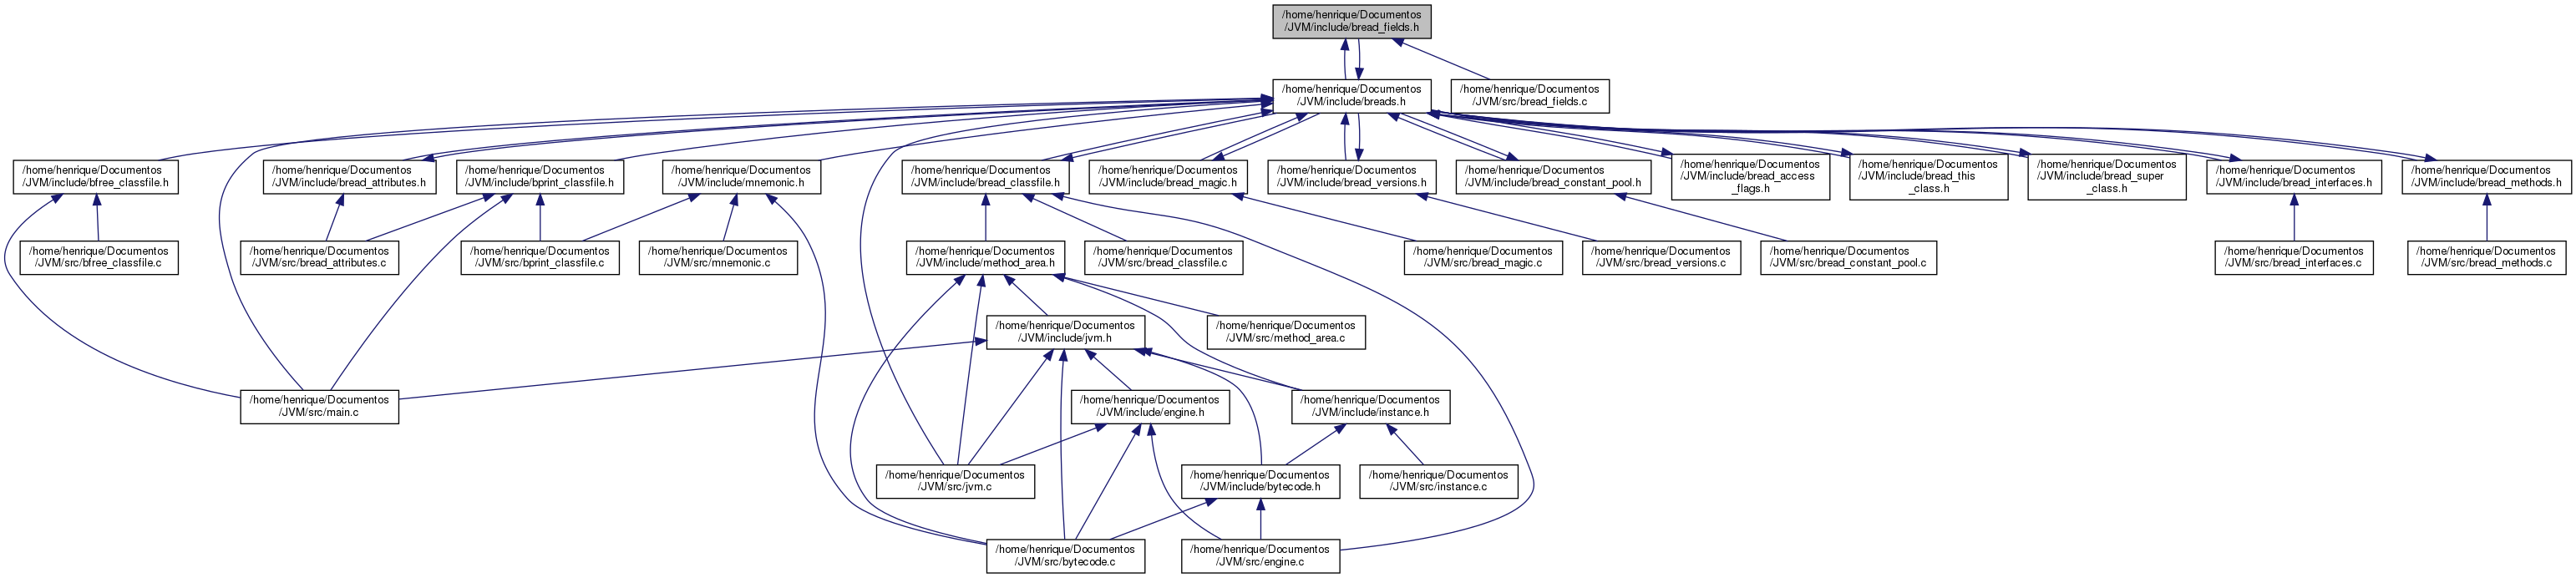 /home/henrique/Documentos
/JVM/include/bread_fields.h
/home/henrique/Documentos
/JVM/include/breads.h
/home/henrique/Documentos
/JVM/src/bread_fields.c
/home/henrique/Documentos
/JVM/include/bfree_classfile.h
/home/henrique/Documentos
/JVM/include/bread_attributes.h
/home/henrique/Documentos
/JVM/include/bprint_classfile.h
/home/henrique/Documentos
/JVM/include/mnemonic.h
/home/henrique/Documentos
/JVM/include/bread_classfile.h
/home/henrique/Documentos
/JVM/include/bread_magic.h
/home/henrique/Documentos
/JVM/include/bread_versions.h
/home/henrique/Documentos
/JVM/include/bread_constant_pool.h
/home/henrique/Documentos
/JVM/include/bread_access
_flags.h
/home/henrique/Documentos
/JVM/include/bread_this
_class.h
/home/henrique/Documentos
/JVM/include/bread_super
_class.h
/home/henrique/Documentos
/JVM/include/bread_interfaces.h
/home/henrique/Documentos
/JVM/include/bread_methods.h
/home/henrique/Documentos
/JVM/src/bfree_classfile.c
/home/henrique/Documentos
/JVM/src/bread_attributes.c
/home/henrique/Documentos
/JVM/src/bprint_classfile.c
/home/henrique/Documentos
/JVM/src/mnemonic.c
/home/henrique/Documentos
/JVM/include/method_area.h
/home/henrique/Documentos
/JVM/src/bread_classfile.c
/home/henrique/Documentos
/JVM/src/bread_magic.c
/home/henrique/Documentos
/JVM/src/bread_versions.c
/home/henrique/Documentos
/JVM/src/bread_constant_pool.c
/home/henrique/Documentos
/JVM/src/bread_interfaces.c
/home/henrique/Documentos
/JVM/src/bread_methods.c
/home/henrique/Documentos
/JVM/include/jvm.h
/home/henrique/Documentos
/JVM/src/method_area.c
/home/henrique/Documentos
/JVM/src/main.c
/home/henrique/Documentos
/JVM/include/engine.h
/home/henrique/Documentos
/JVM/include/instance.h
/home/henrique/Documentos
/JVM/src/jvm.c
/home/henrique/Documentos
/JVM/include/bytecode.h
/home/henrique/Documentos
/JVM/src/instance.c
/home/henrique/Documentos
/JVM/src/bytecode.c
/home/henrique/Documentos
/JVM/src/engine.c